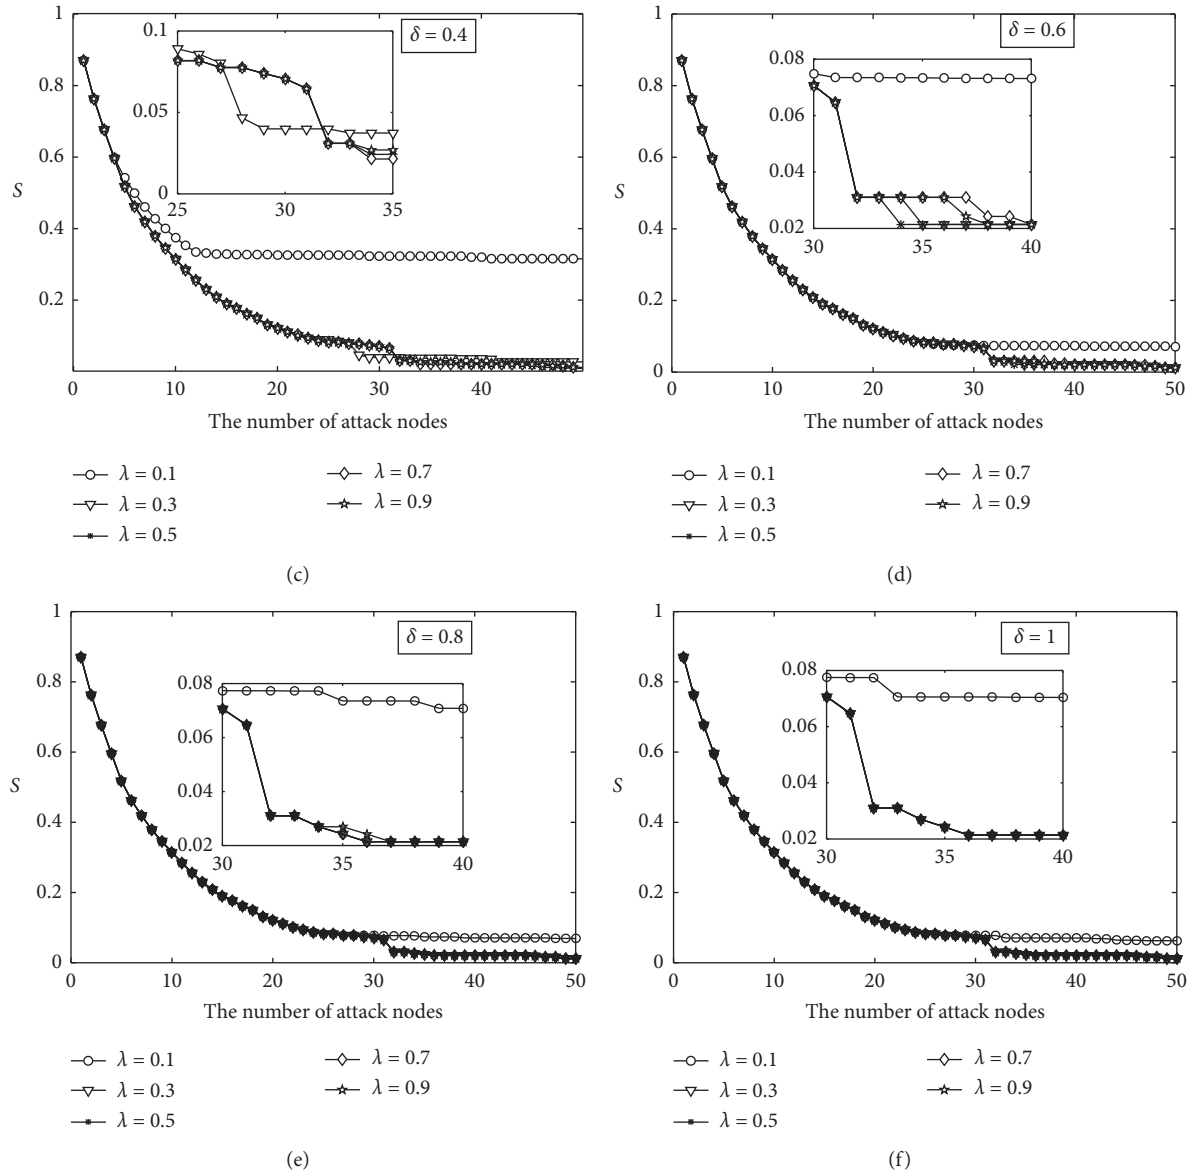 1
0.8
0.6
0.4
0.2
S
0
10
20
30
40
The number of attack nodes
δ = 0.4
0.1
0.05
0
25
30
35
λ = 0.1
λ = 0.3
λ = 0.5
λ = 0.7
λ = 0.9
(c)
1
0.8
0.6
0.4
0.2
0
S
0
10
20
30
40
50
The number of attack nodes
δ = 0.6
0.08
0.06
0.04
0.02
30
35
40
λ = 0.1
λ = 0.3
λ = 0.5
λ = 0.7
λ = 0.9
(d)
1
0.8
0.6
0.4
0.2
0
S
0
10
20
30
40
50
The number of attack nodes
δ = 0.8
0.08
0.06
0.04
0.02
30
35
40
λ = 0.1
λ = 0.3
λ = 0.5
λ = 0.7
λ = 0.9
(e)
1
0.8
0.6
0.4
0.2
0
S
0
10
20
30
40
50
The number of attack nodes
δ = 1
0.08
0.06
0.04
0.02
30
35
40
λ = 0.1
λ = 0.3
λ = 0.5
λ = 0.7
λ = 0.9
(f)